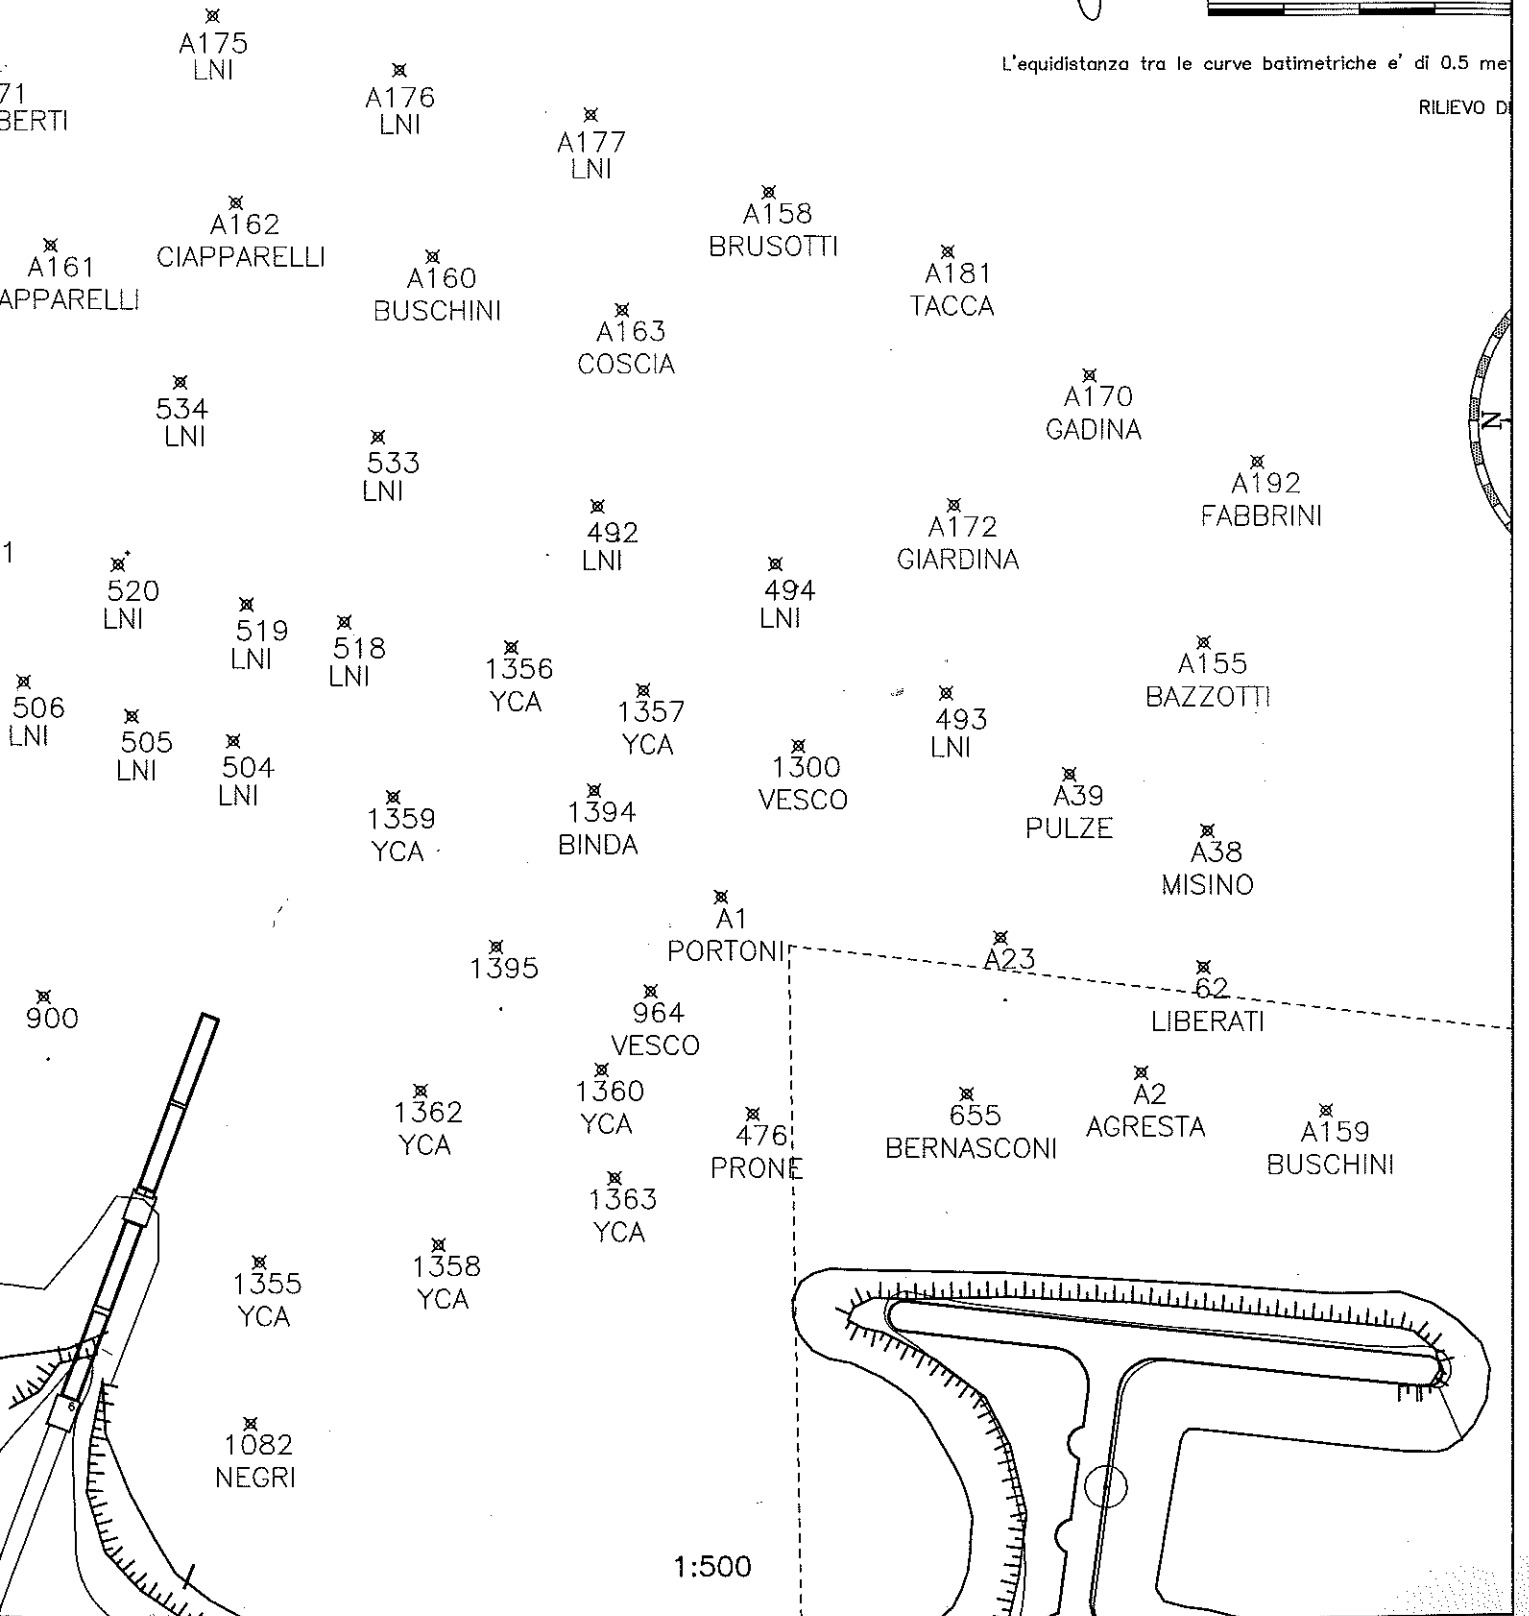 A175
LNI
L'equidistanza tra le curve batimetriche e' di 0.5 me
A176
LNI
71
BERTI
RILIEVO DI
A177
LNI
A158
BRUSOTTI
A162
CIAPPARELLI
A161
APPARELLI
A160
BUSCHINI
A181
TACCA
A163
COSCIA
534
LNI
A170
GADINA
N
533
LNI
A192
FABBRINI
492
LNI
A172
GIARDINA
1
520
LNI
494
LNI
519
LNI
518
LNI
1356
YCA
A155
BAZZOTTI
506
LNI
1357
YCA
493
LNI
505
LNI
504
LNI
1300
VESCO
1359
YCA
1394
BINDA
A39
PULZE
A38
MISINO
A1
PORTONI
1395
A23
62
LIBERATI
900
964
VESCO
1362
YCA
1360
YCA
476
PRONE
655
BERNASCONI
A2
AGRESTA
A159
BUSCHINI
1363
YCA
1355
YCA
1358
YCA
6
1082
NEGRI
1:500